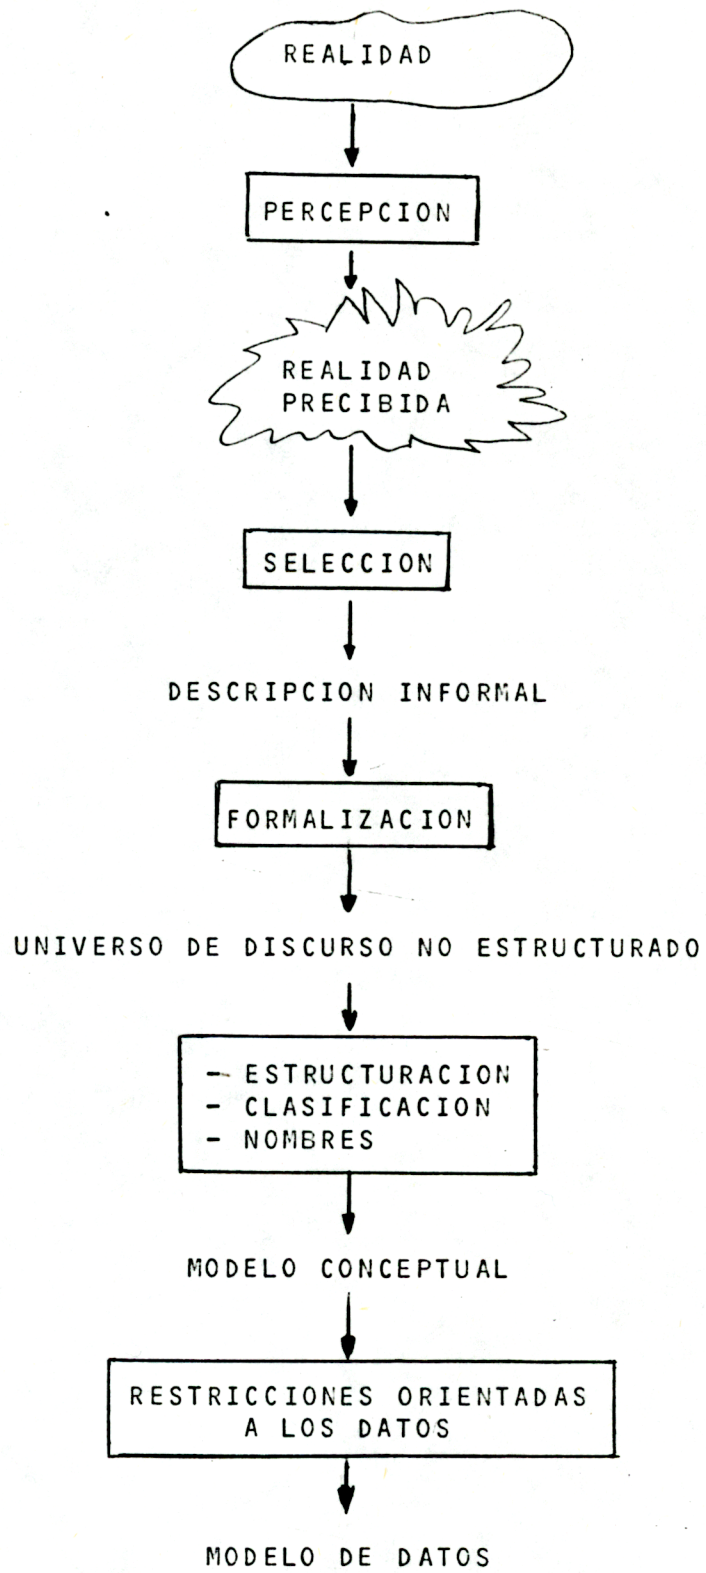 REALIDAD
PERCEPCION
REALIDAD
PRECIBIDA
SELECCION
DESCRIPCION INFORMAL
FORMALIZACION
UNIVERSO DE DISCURSO NO ESTRUCTURADO
- ESTRUCTURACION
- CLASIFICACION
- NOMBRES
MODELO CONCEPTUAL
RESTRICCIONES ORIENTADAS
A LOS DATOS
MODELO DE DATOS